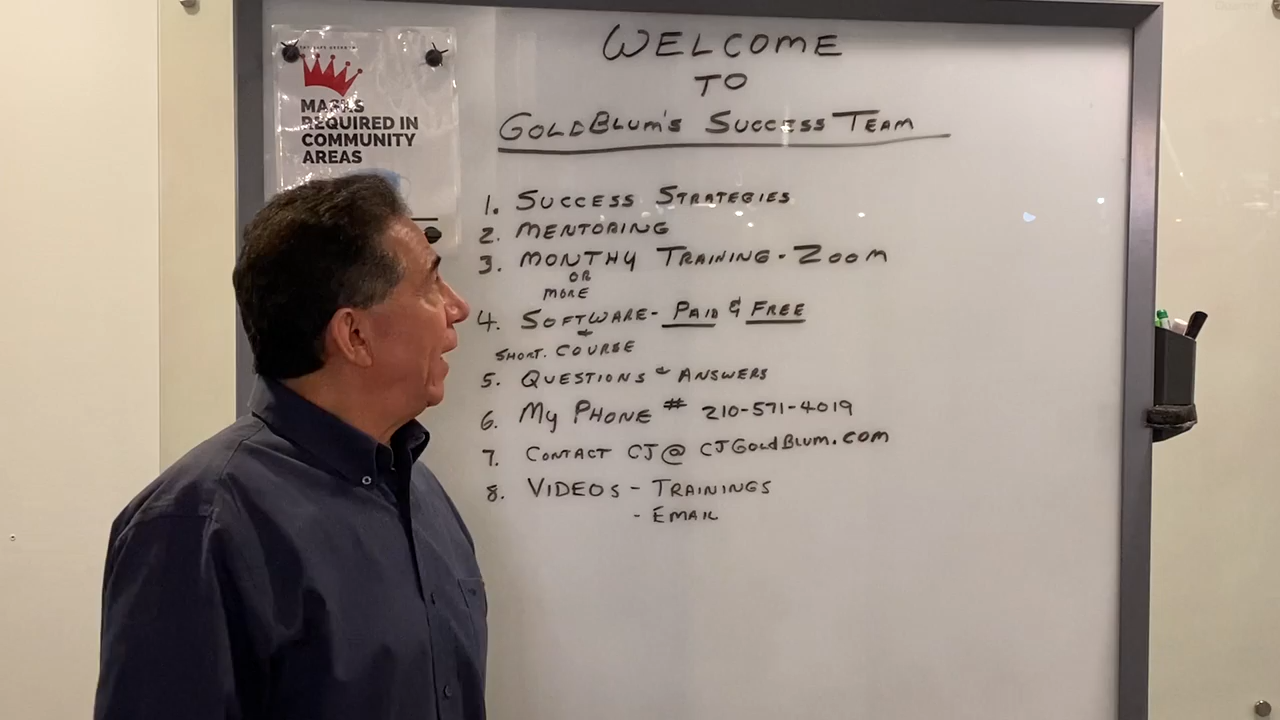 MASKS
REQUIRED IN
COMMUNITY
AREAS
WELCOME
TO
GOLDBLUM'S SUCCESS TEAM
1. SUCCESS STRATEGIES
2. MENTORING
3. MONTHY TRAINING - ZOOM
OR
MORE
4. SOFTWARE - PAID & FREE
&
SHORT. COURSE
5. QUESTIONS & ANSWERS
6. MY PHONE # 210-571-4019
7. CONTACT CJ@CJGOLDBLUM.COM
8. VIDEOS - TRAININGS
- EMAIL